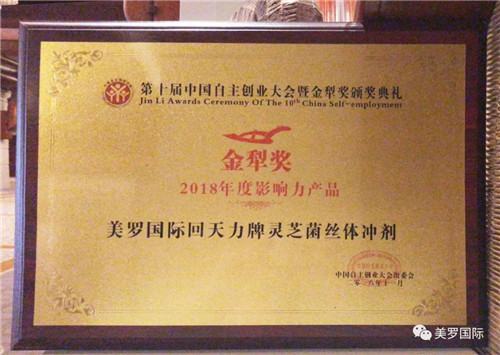 第十届中国自主创业大会暨金犁奖颁奖典礼
Jin Li Awards Ceremony Of The 10th China Self-employment
金犁奖
2018年度影响力产品
美罗国际回天力牌灵芝菌丝体冲剂
中国自主创业大会组委会
二〇一八年十一月
美罗国际